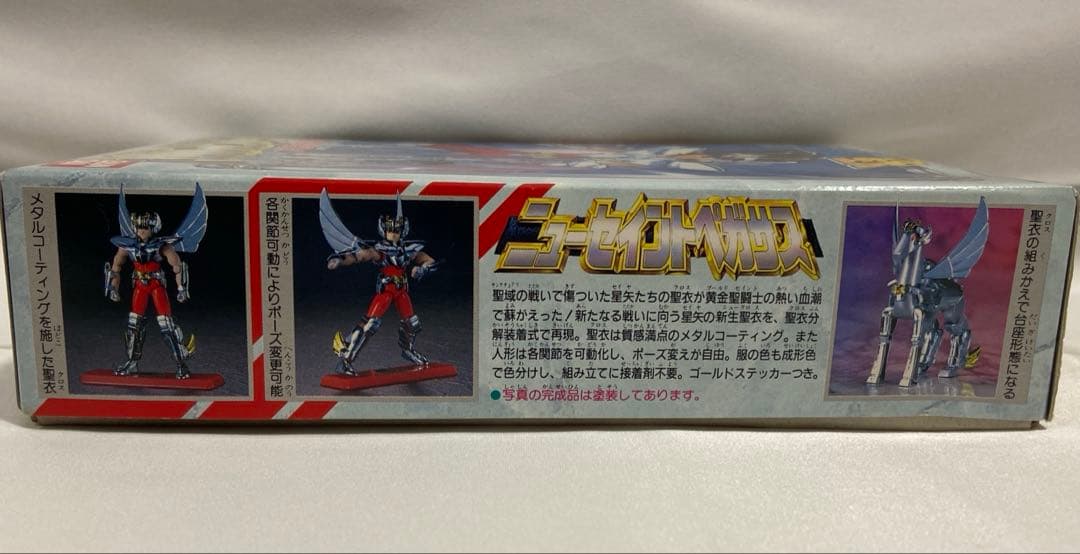 メタルコーティングを施した聖衣
各関節可動によりポーズ変更可能
ニューセイントペガサス
聖域の戦いで傷ついた星矢たちの聖衣が黄金聖闘士の熱い血潮
で蘇がえった!新たなる戦いに向う星矢の新生聖衣を、聖衣分
解装着式で再現。聖衣は質感満点のメタルコーティング。また
人形は各関節を可動化し、ポーズ変えが自由。服の色も成形色
で色分けし、組み立てに接着剤不要。ゴールドステッカーつき。
●写真の完成品は塗装してあります。
聖衣の組みかえで台座形態になる